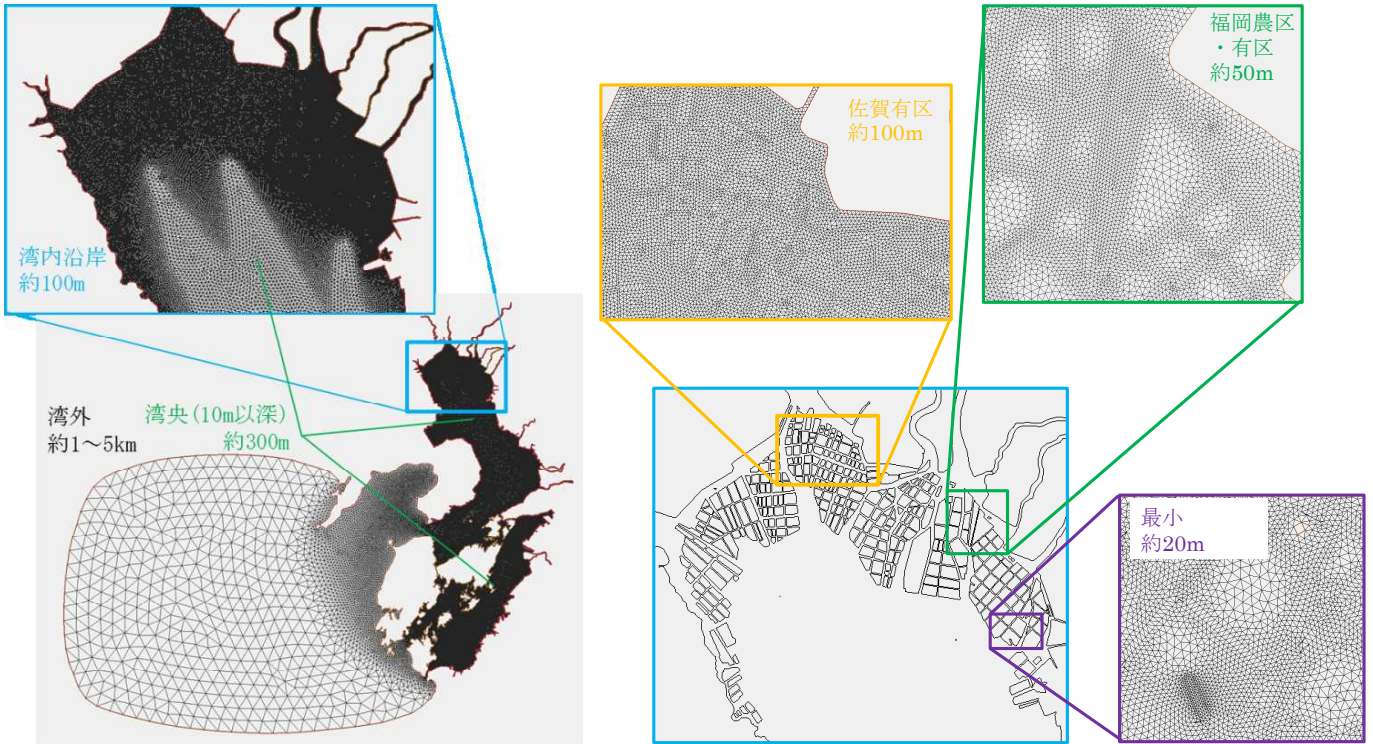 湾内沿岸
約100m
湾外
約1～5km
湾央(10m以深)
約300m
佐賀有区
約100m
福岡農区
・有区
約50m
最小
約20m